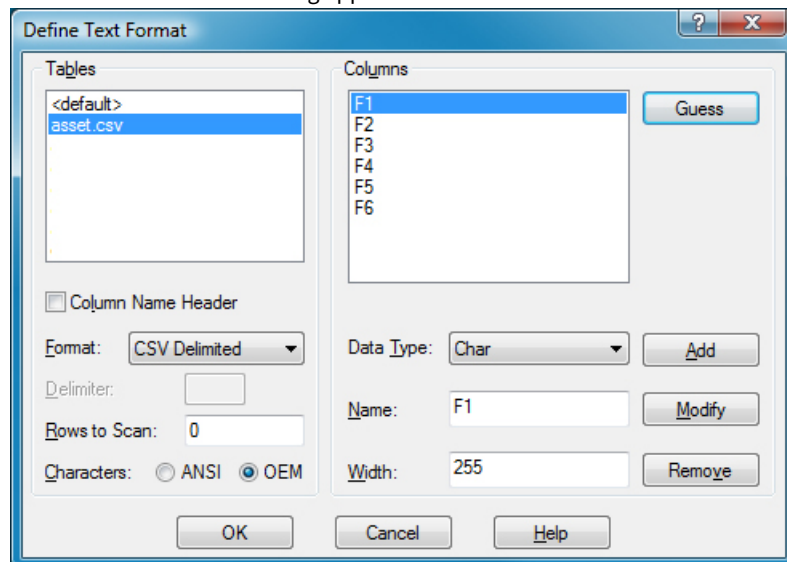 Define Text Format
Tables
<default>
asset.csv
Column Name Header
Format: CSV Delimited
Delimiter:
Rows to Scan: 0
Characters: ANSI OEM
Columns
F1
F2
F3
F4
F5
F6
Guess
Data Type: Char Add
Name: F1 Modify
Width: 255 Remove
OK Cancel Help